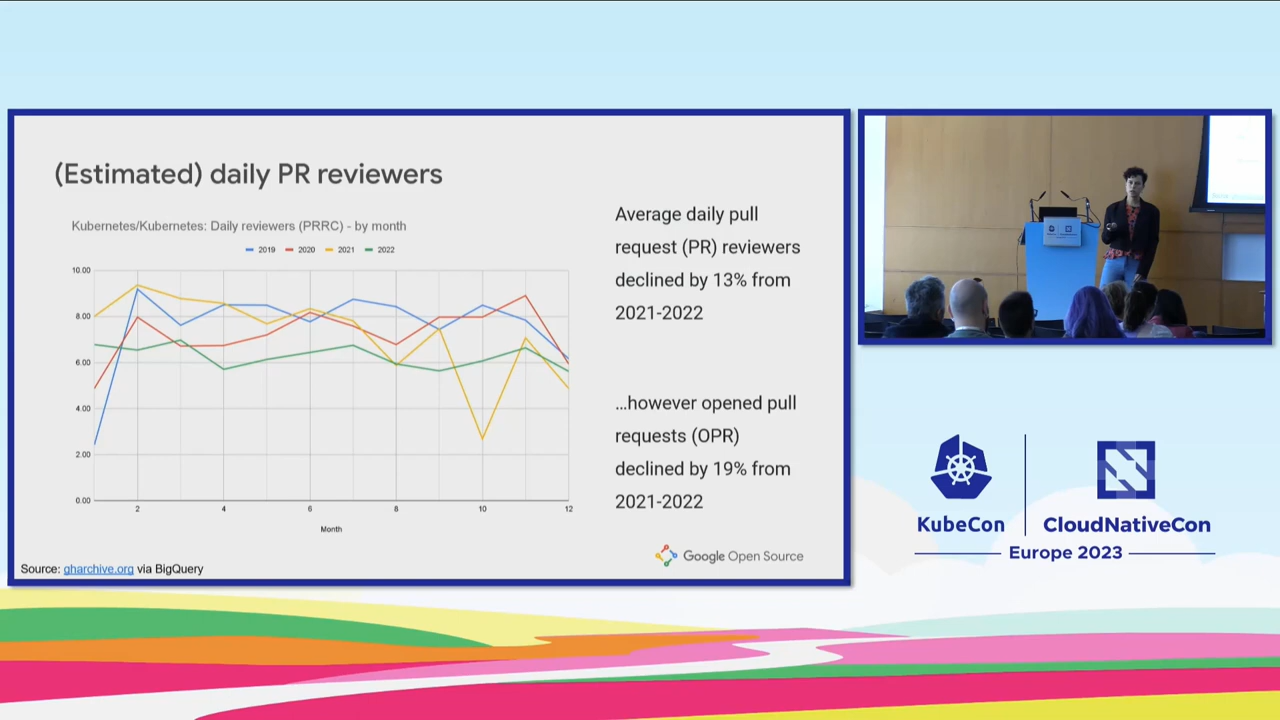 (Estimated) daily PR reviewers
Kubernetes/Kubernetes: Daily reviewers (PRRC) - by month
2019 2020 2021 2022
10.00
8.00
6.00
4.00
2.00
0.00
2 4 6 8 10 12
Month
Average daily pull
request (PR) reviewers
declined by 13% from
2021-2022
...however opened pull
requests (OPR)
declined by 19% from
2021-2022
Google Open Source
Source: gharchive.org via BigQuery
KubeCon
CloudNativeCon
Europe 2023